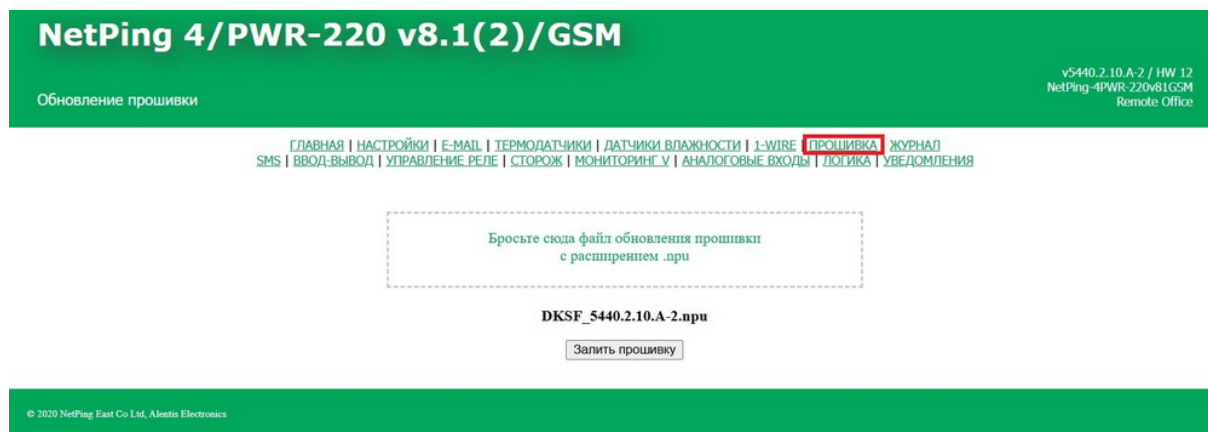 NetPing 4/PWR-220 v8.1(2)/GSM
v5440.2.10.A-2 / HW 12
NetPing-4PWR-220v81GSM
Remote Office
Обновление прошивки
ГЛАВНАЯ | НАСТРОЙКИ | E-MAIL | ТЕРМОДАТЧИКИ | ДАТЧИКИ ВЛАЖНОСТИ | 1-WIRE | ПРОШИВКА | ЖУРНАЛ
SMS | ВВОД-ВЫВОД | УПРАВЛЕНИЕ РЕЛЕ | СТОРОЖ | МОНИТОРИНГ V | АНАЛОГОВЫЕ ВХОДЫ | ЛОГИКА | УВЕДОМЛЕНИЯ
Бросьте сюда файл обновления прошивки
с расширением .npu
DKSF_5440.2.10.A-2.npu
Залить прошивку
© 2020 NetPing East Co Ltd, Alentis Electronics